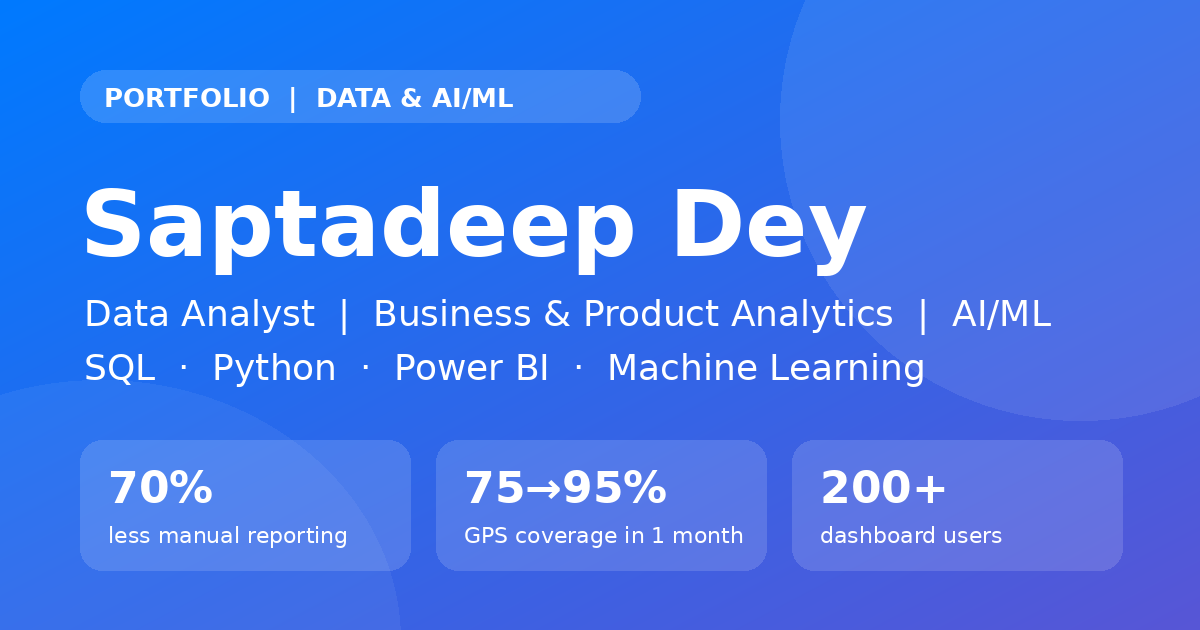 PORTFOLIO | DATA & AI/ML
Saptadeep Dey
Data Analyst | Business & Product Analytics | AI/ML
SQL · Python · Power BI · Machine Learning
70%
less manual reporting
75→95%
GPS coverage in 1 month
200+
dashboard users